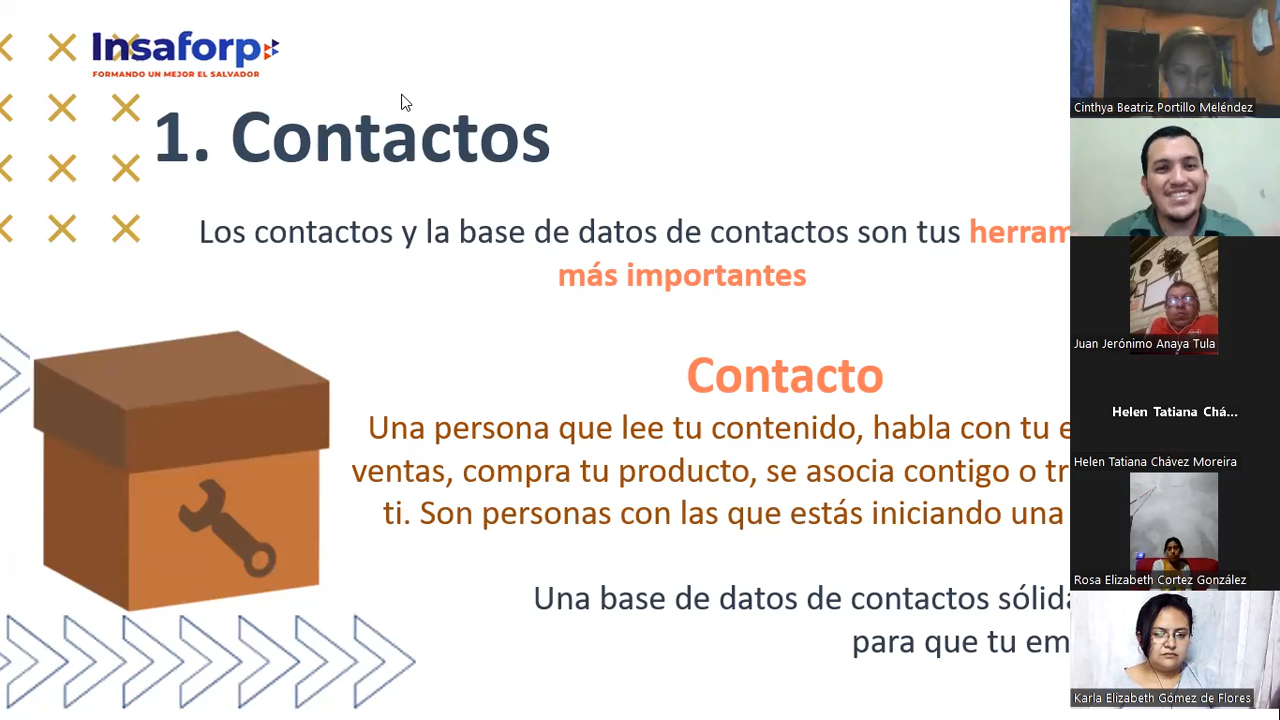 Insaforp
FORMANDO UN MEJOR EL SALVADOR
1. Contactos
Los contactos y la base de datos de contactos son tus
más importantes
Contacto
Una persona que lee tu contenido, habla con tu
ventas, compra tu producto, se asocia contigo o
ti. Son personas con las que estás iniciando una
Una base de datos de contactos
para que tu
Cinthya Beatriz Portillo Meléndez
Juan Jerónimo Anaya Tula
Helen Tatiana Chá...
Helen Tatiana Chávez Moreira
Rosa Elizabeth Cortez González
Karla Elizabeth Gómez de Flores